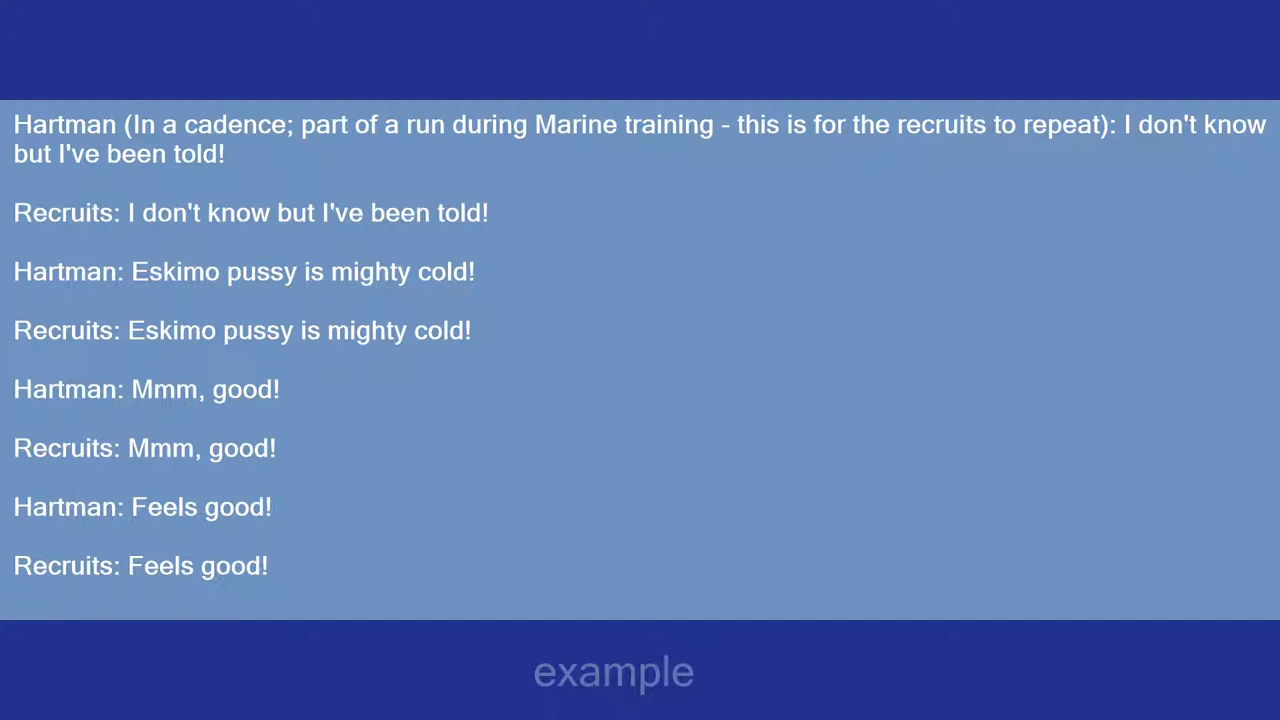 Hartman (In a cadence; part of a run during Marine training - this is for the recruits to repeat): I don't know
but I've been told!
Recruits: I don't know but I've been told!
Hartman: Eskimo pussy is mighty cold!
Recruits: Eskimo pussy is mighty cold!
Hartman: Mmm, good!
Recruits: Mmm, good!
Hartman: Feels good!
Recruits: Feels good!
example